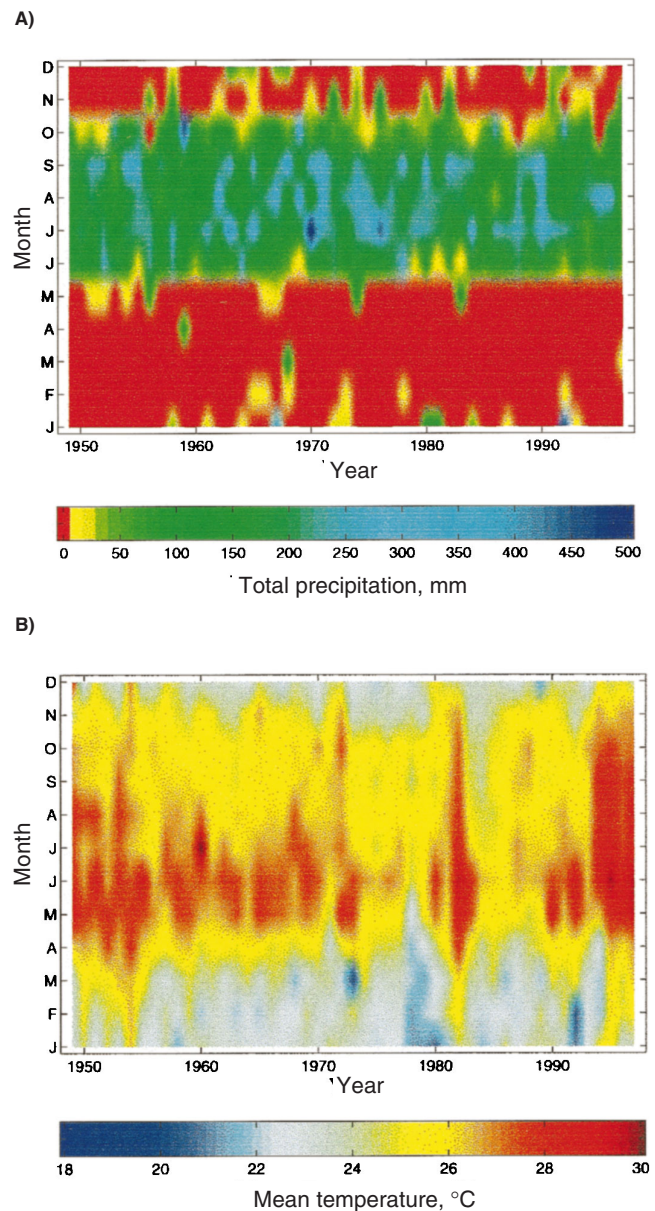 A)
D
N
O
S
A
J
J
M
A
M
F
J
Month
1950 1960 1970 1980 1990
Year
0 50 100 150 200 250 300 350 400 450 500
Total precipitation, mm
B)
D
N
O
S
A
J
J
M
A
M
F
J
Month
1950 1960 1970 1980 1990
Year
18 20 22 24 26 28 30
Mean temperature, °C